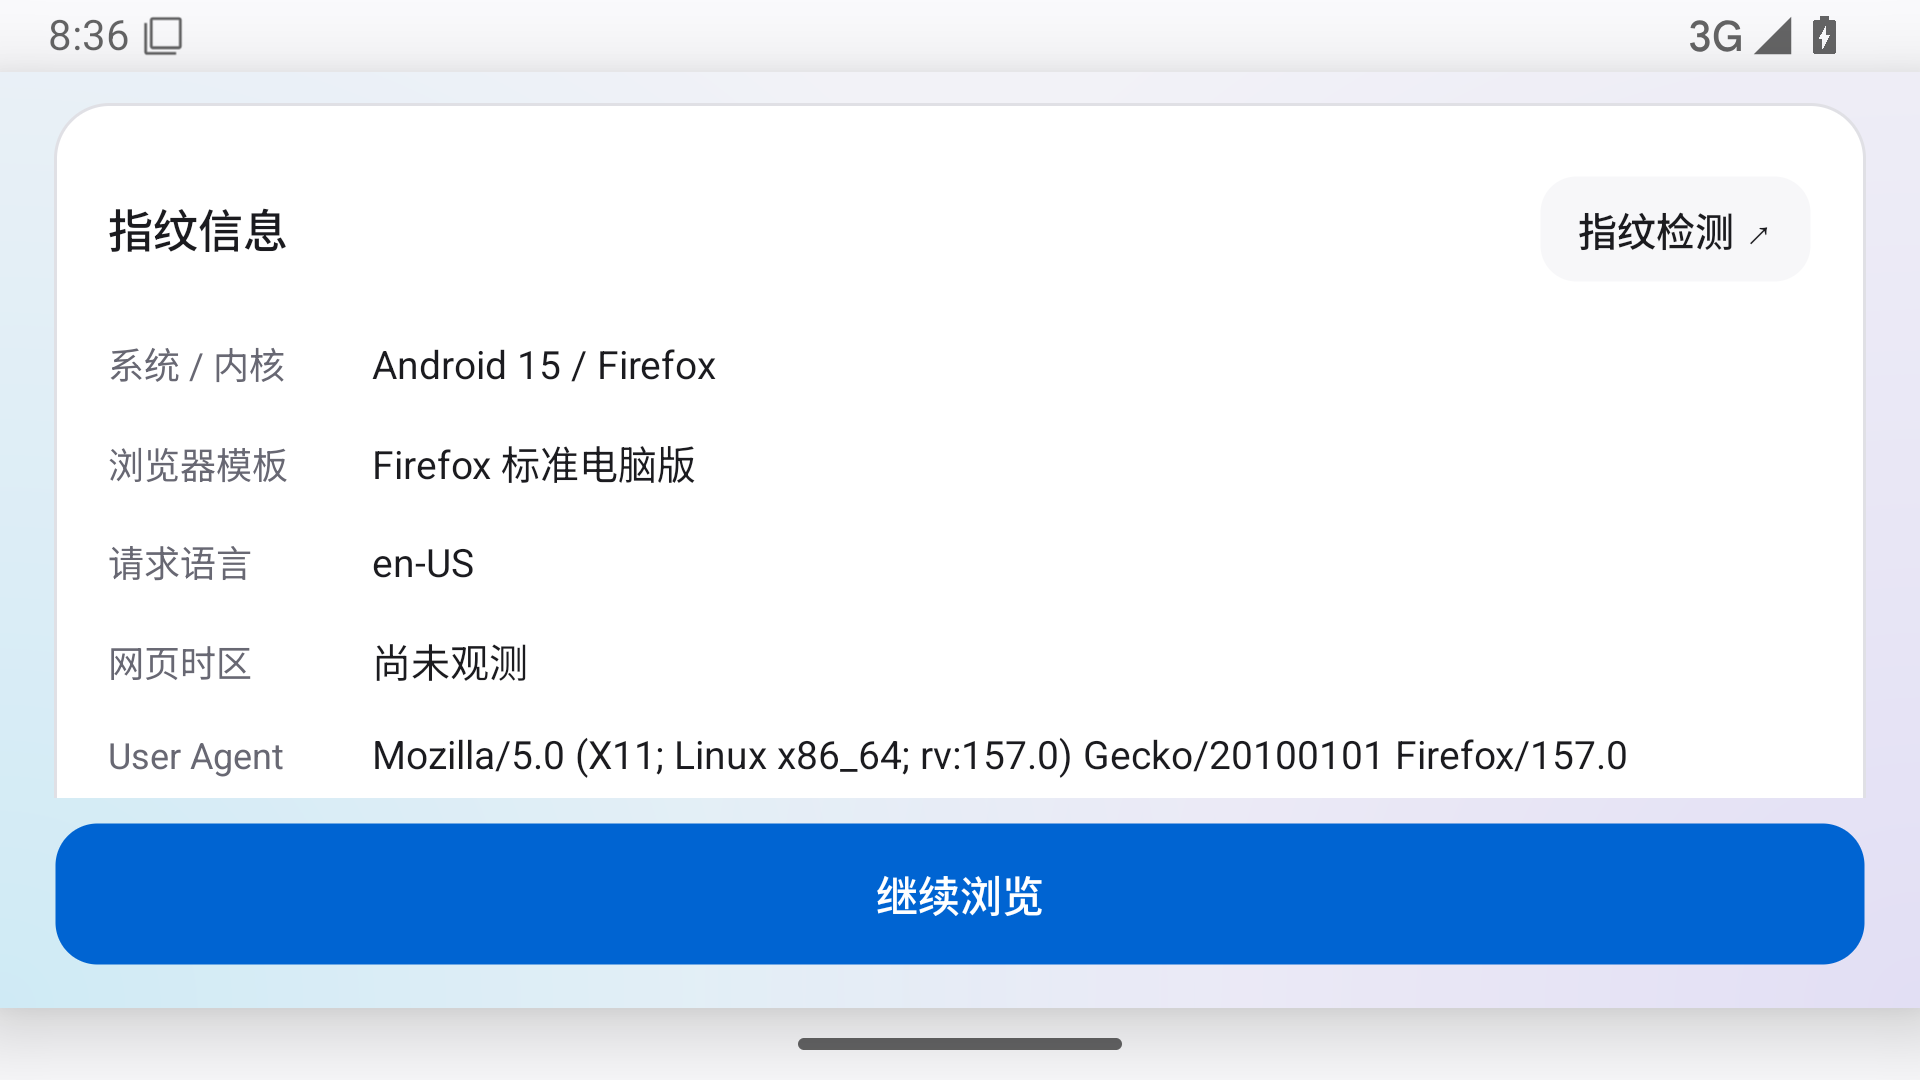 8:36
3G
指纹信息
指纹检测 ↗
系统 / 内核
Android 15 / Firefox
浏览器模板
Firefox 标准电脑版
请求语言
en-US
网页时区
尚未观测
User Agent
Mozilla/5.0 (X11; Linux x86_64; rv:157.0) Gecko/20100101 Firefox/157.0
继续浏览